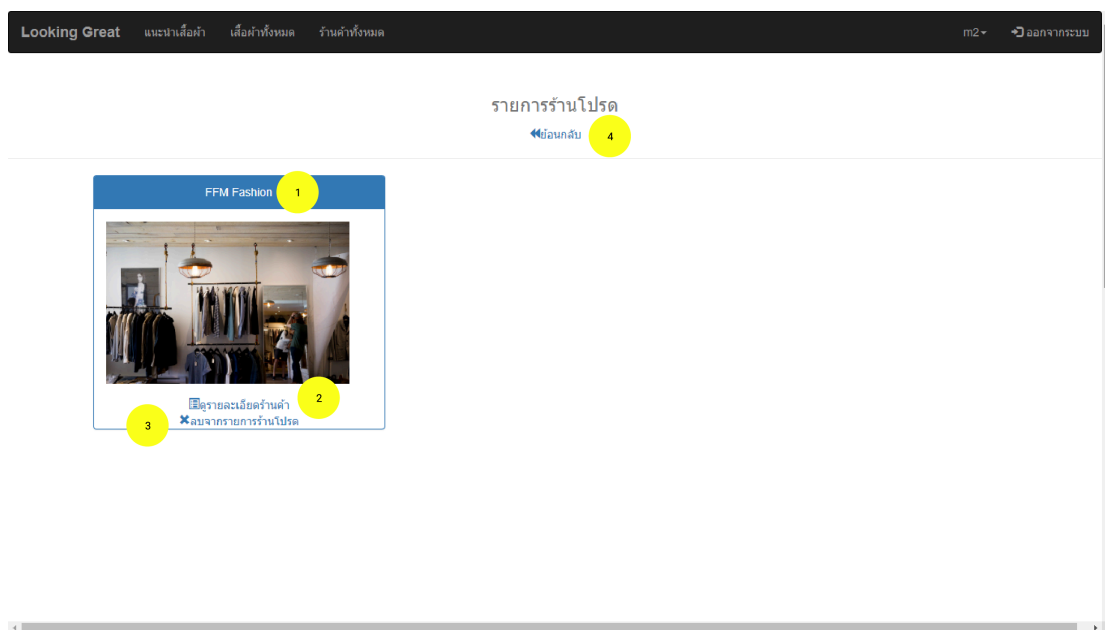 Looking Great แนะนำเสื้อผ้า เสื้อผ้าทั้งหมด ร้านค้าทั้งหมด m2 ออกจากระบบ
รายการร้านโปรด
ย้อนกลับ 4
FFM Fashion 1
ดูรายละเอียดร้านค้า 2
3 ลบจากรายการร้านโปรด